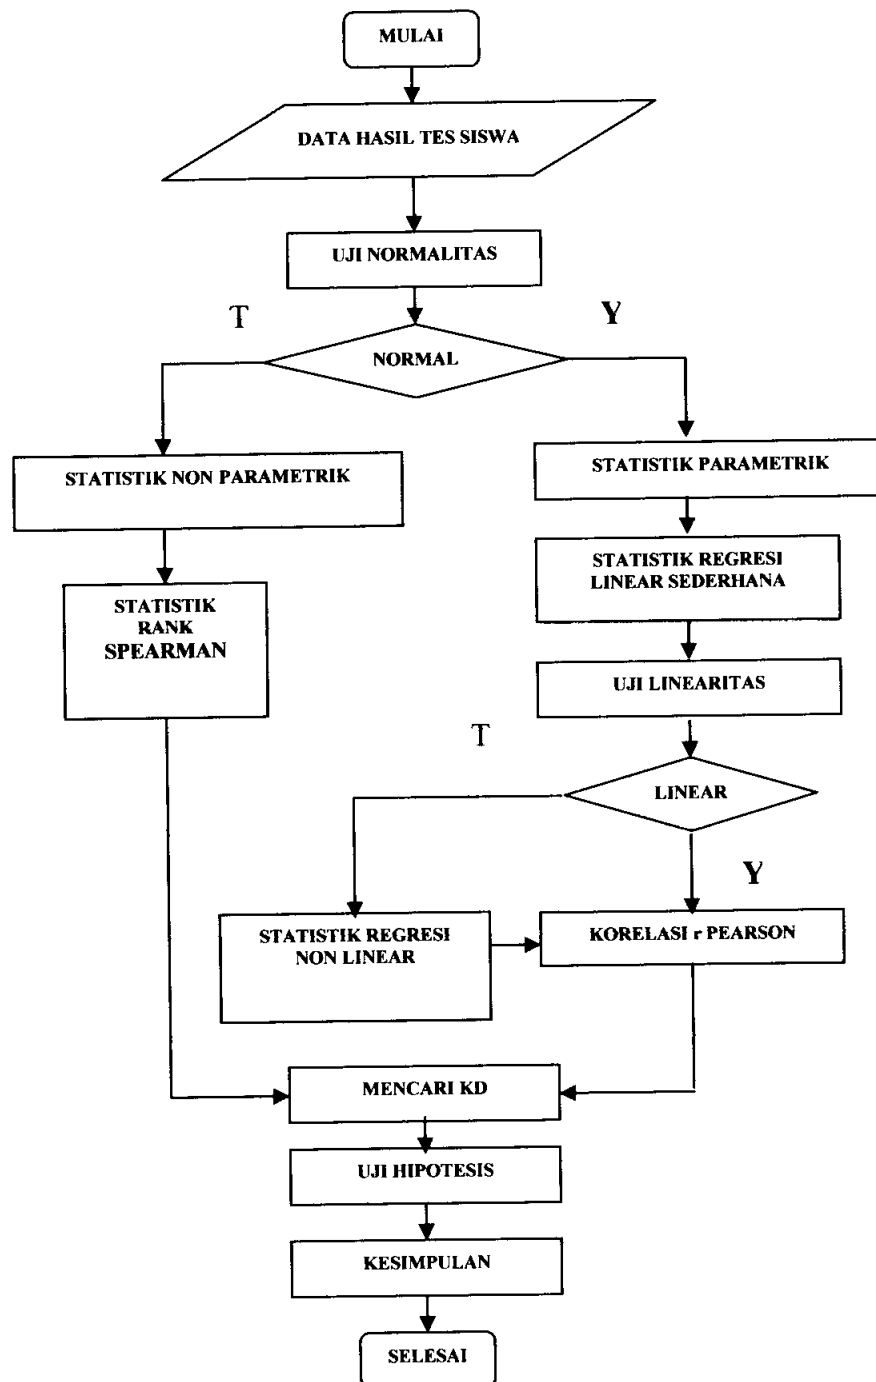 MULAI
DATA HASIL TES SISWA
UJI NORMALITAS
T
Y
NORMAL
STATISTIK NON PARAMETRIK
STATISTIK PARAMETRIK
STATISTIK REGRESI
LINEAR SEDERHANA
STATISTIK
RANK
SPEARMAN
UJI LINEARITAS
T
LINEAR
Y
STATISTIK REGRESI
NON LINEAR
KORELASI r PEARSON
MENCARI KD
UJI HIPOTESIS
KESIMPULAN
SELESAI